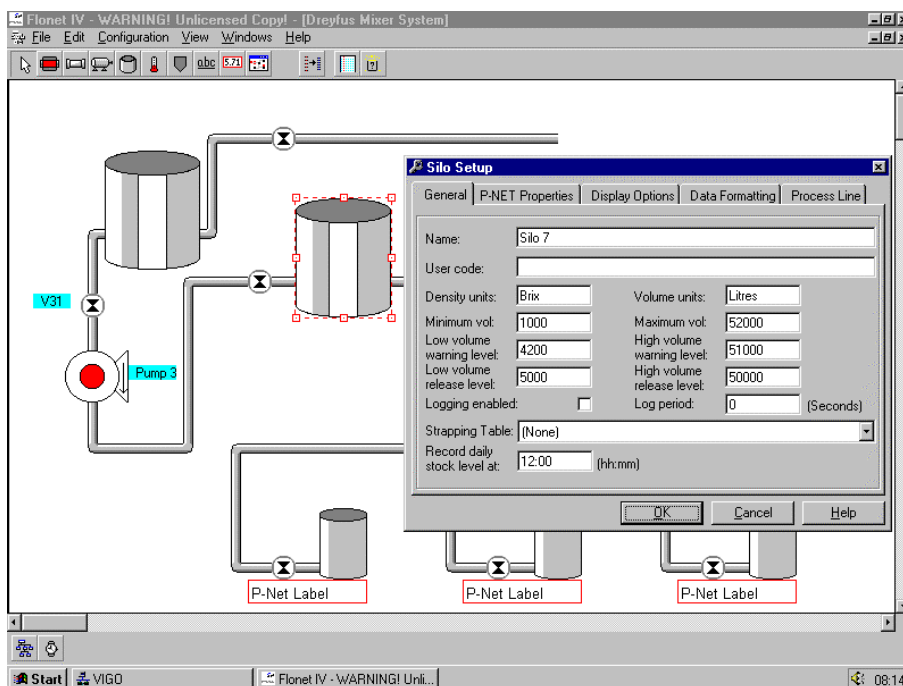 Flonet IV - WARNING! Unlicensed Copy! - [Dreyfus Mixer System]
File Edit Configuration View Windows Help
abc 5.71
Silo Setup
General P-NET Properties Display Options Data Formatting Process Line
Name: Silo 7
User code:
Density units: Brix Volume units: Litres
Minimum vol: 1000 Maximum vol: 52000
Low volume warning level: 4200 High volume warning level: 51000
Low volume release level: 5000 High volume release level: 50000
Logging enabled: Log period: 0 (Seconds)
Strapping Table: (None)
Record daily stock level at: 12:00 (hh:mm)
OK Cancel Help
V31
Pump 3
P-Net Label P-Net Label P-Net Label
Start VIGO Flonet IV - WARNING! Unli... 08:14